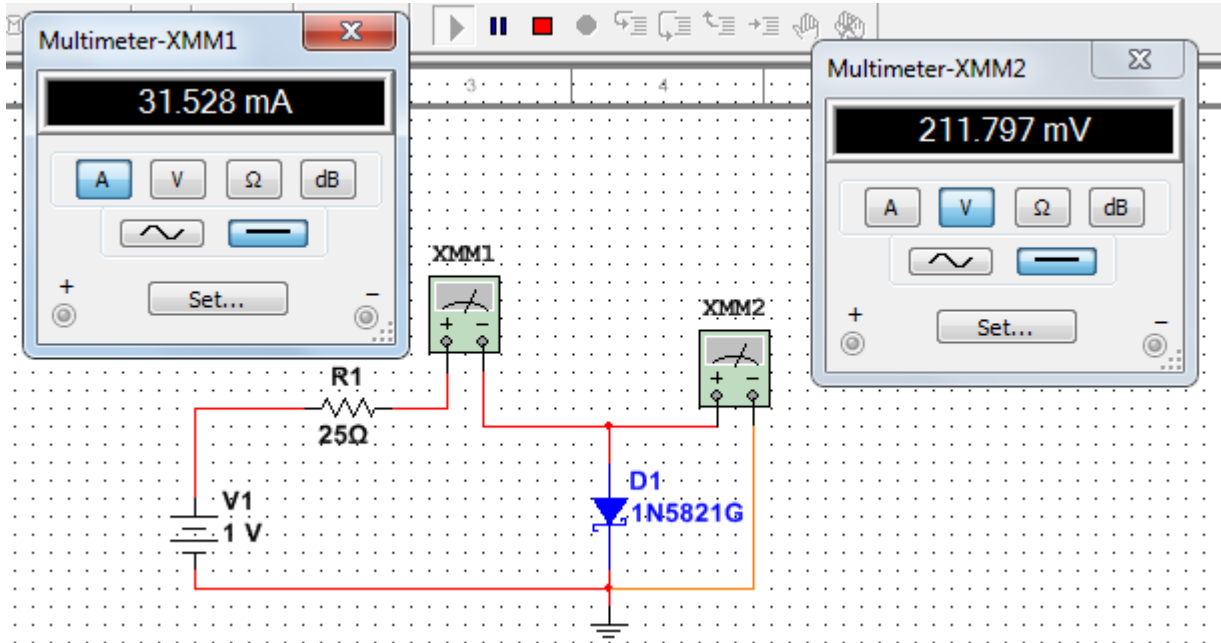 Multimeter-XMM1
31.528 mA
A V Ω dB
+ −
Set...
3 4
Multimeter-XMM2
211.797 mV
A V Ω dB
+ −
Set...
XMM1
+ −
XMM2
+ −
R1
25Ω
V1
1 V
D1
1N5821G